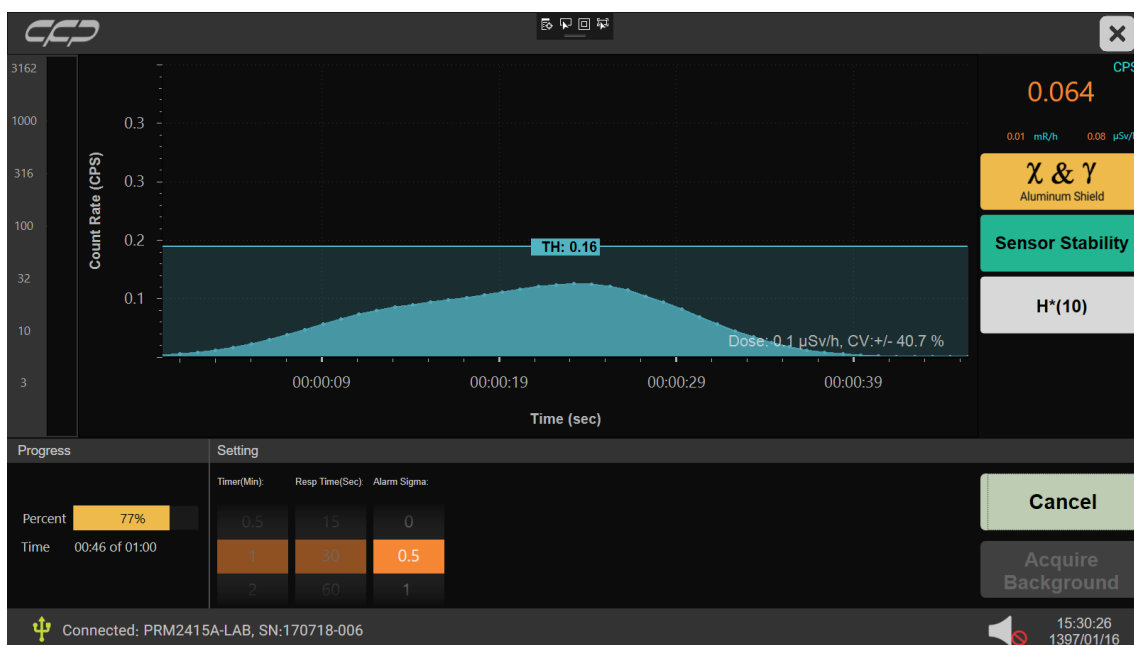 CCP
3162
1000
316
100
32
10
3
Count Rate (CPS)
0.3
0.3
0.2
0.1
TH: 0.16
Dose: 0.1 µSv/h, CV:+/- 40.7 %
00:00:09
00:00:19
00:00:29
00:00:39
Time (sec)
CPS
0.064
0.01 mR/h 0.08 µSv/h
χ & γ
Aluminum Shield
Sensor Stability
H*(10)
Progress
Percent 77%
Time 00:46 of 01:00
Setting
Timer(Min): Resp Time(Sec): Alarm Sigma:
0.5 15 0
1 30 0.5
2 60 1
Cancel
Acquire
Background
Connected: PRM2415A-LAB, SN:170718-006
15:30:26
1397/01/16